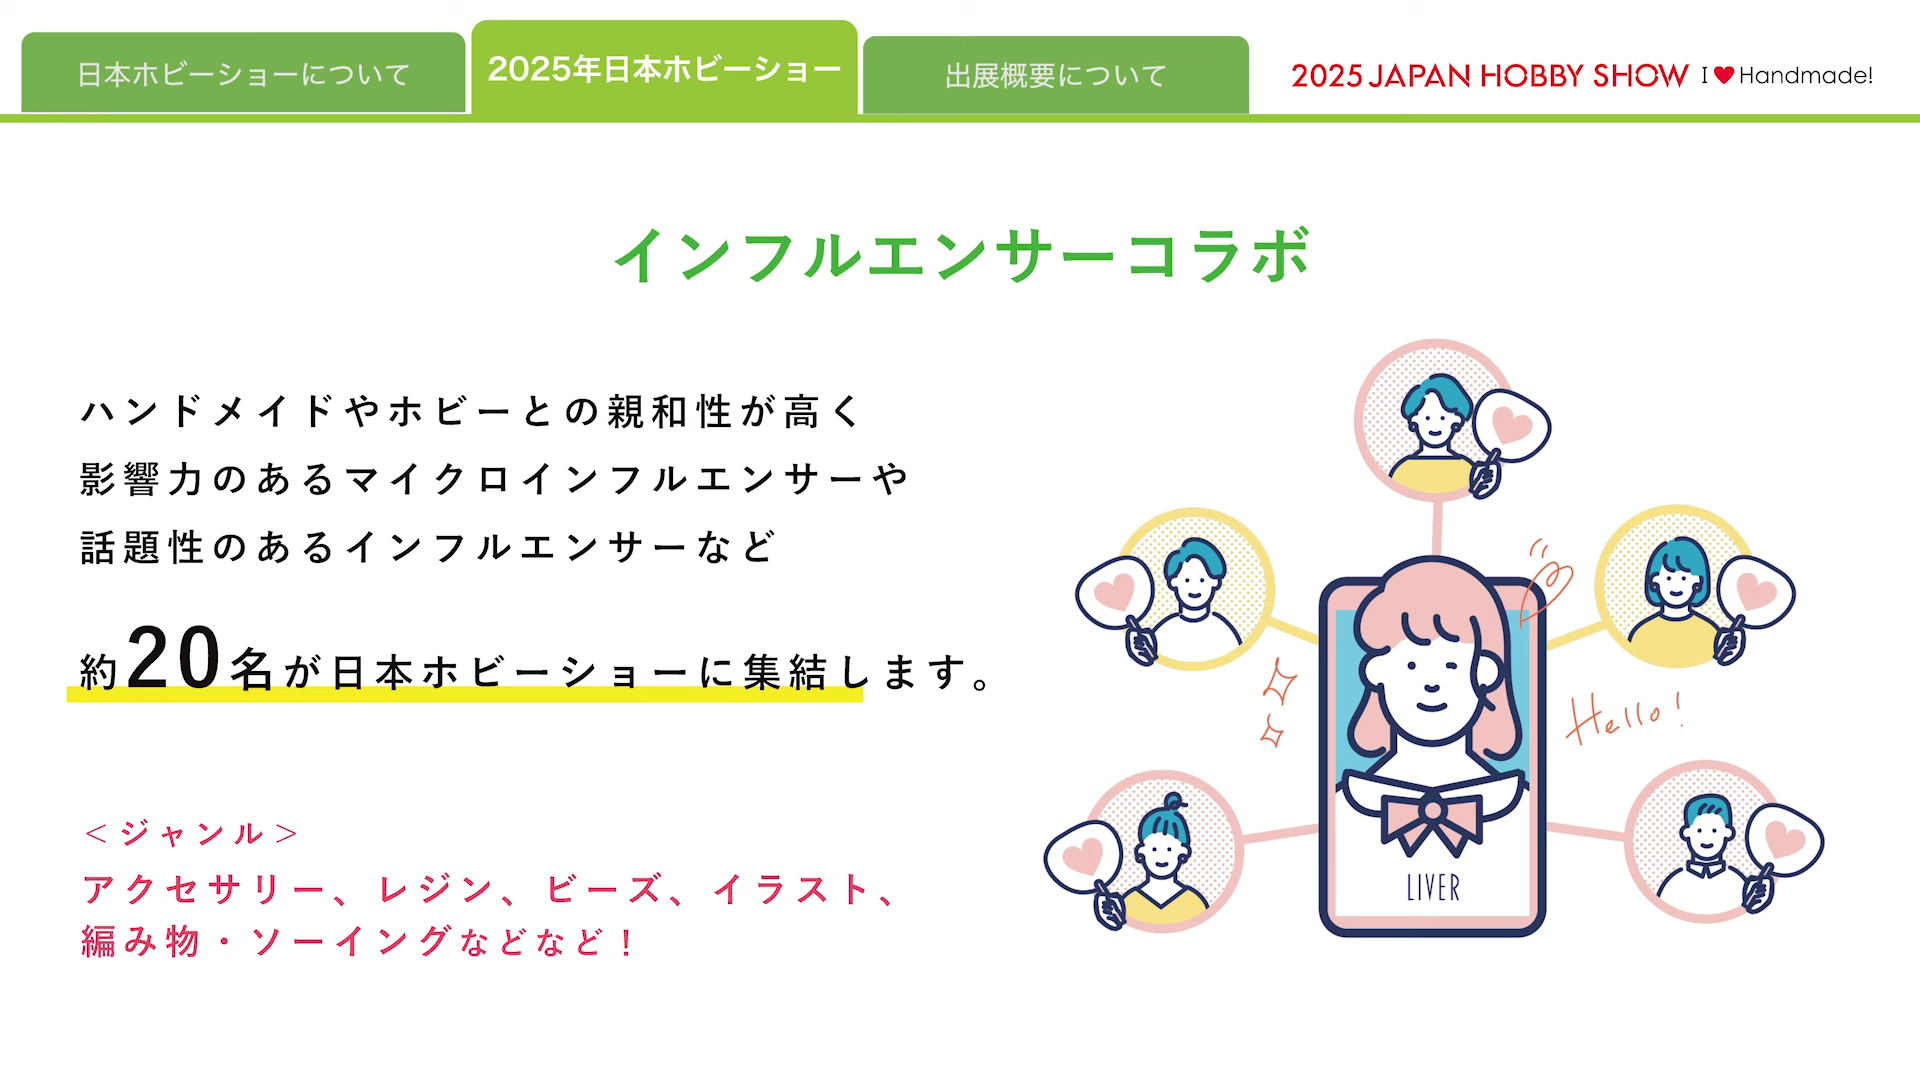 日本ホビーショーについて
2025年日本ホビーショー
出展概要について
2025 JAPAN HOBBY SHOW I♥Handmade!
インフルエンサーコラボ
ハンドメイドやホビーとの親和性が高く
影響力のあるマイクロインフルエンサーや
話題性のあるインフルエンサーなど
約20名が日本ホビーショーに集結します。
＜ジャンル＞
アクセサリー、レジン、ビーズ、イラスト、
編み物・ソーイングなどなど！
Hello!
LIVER